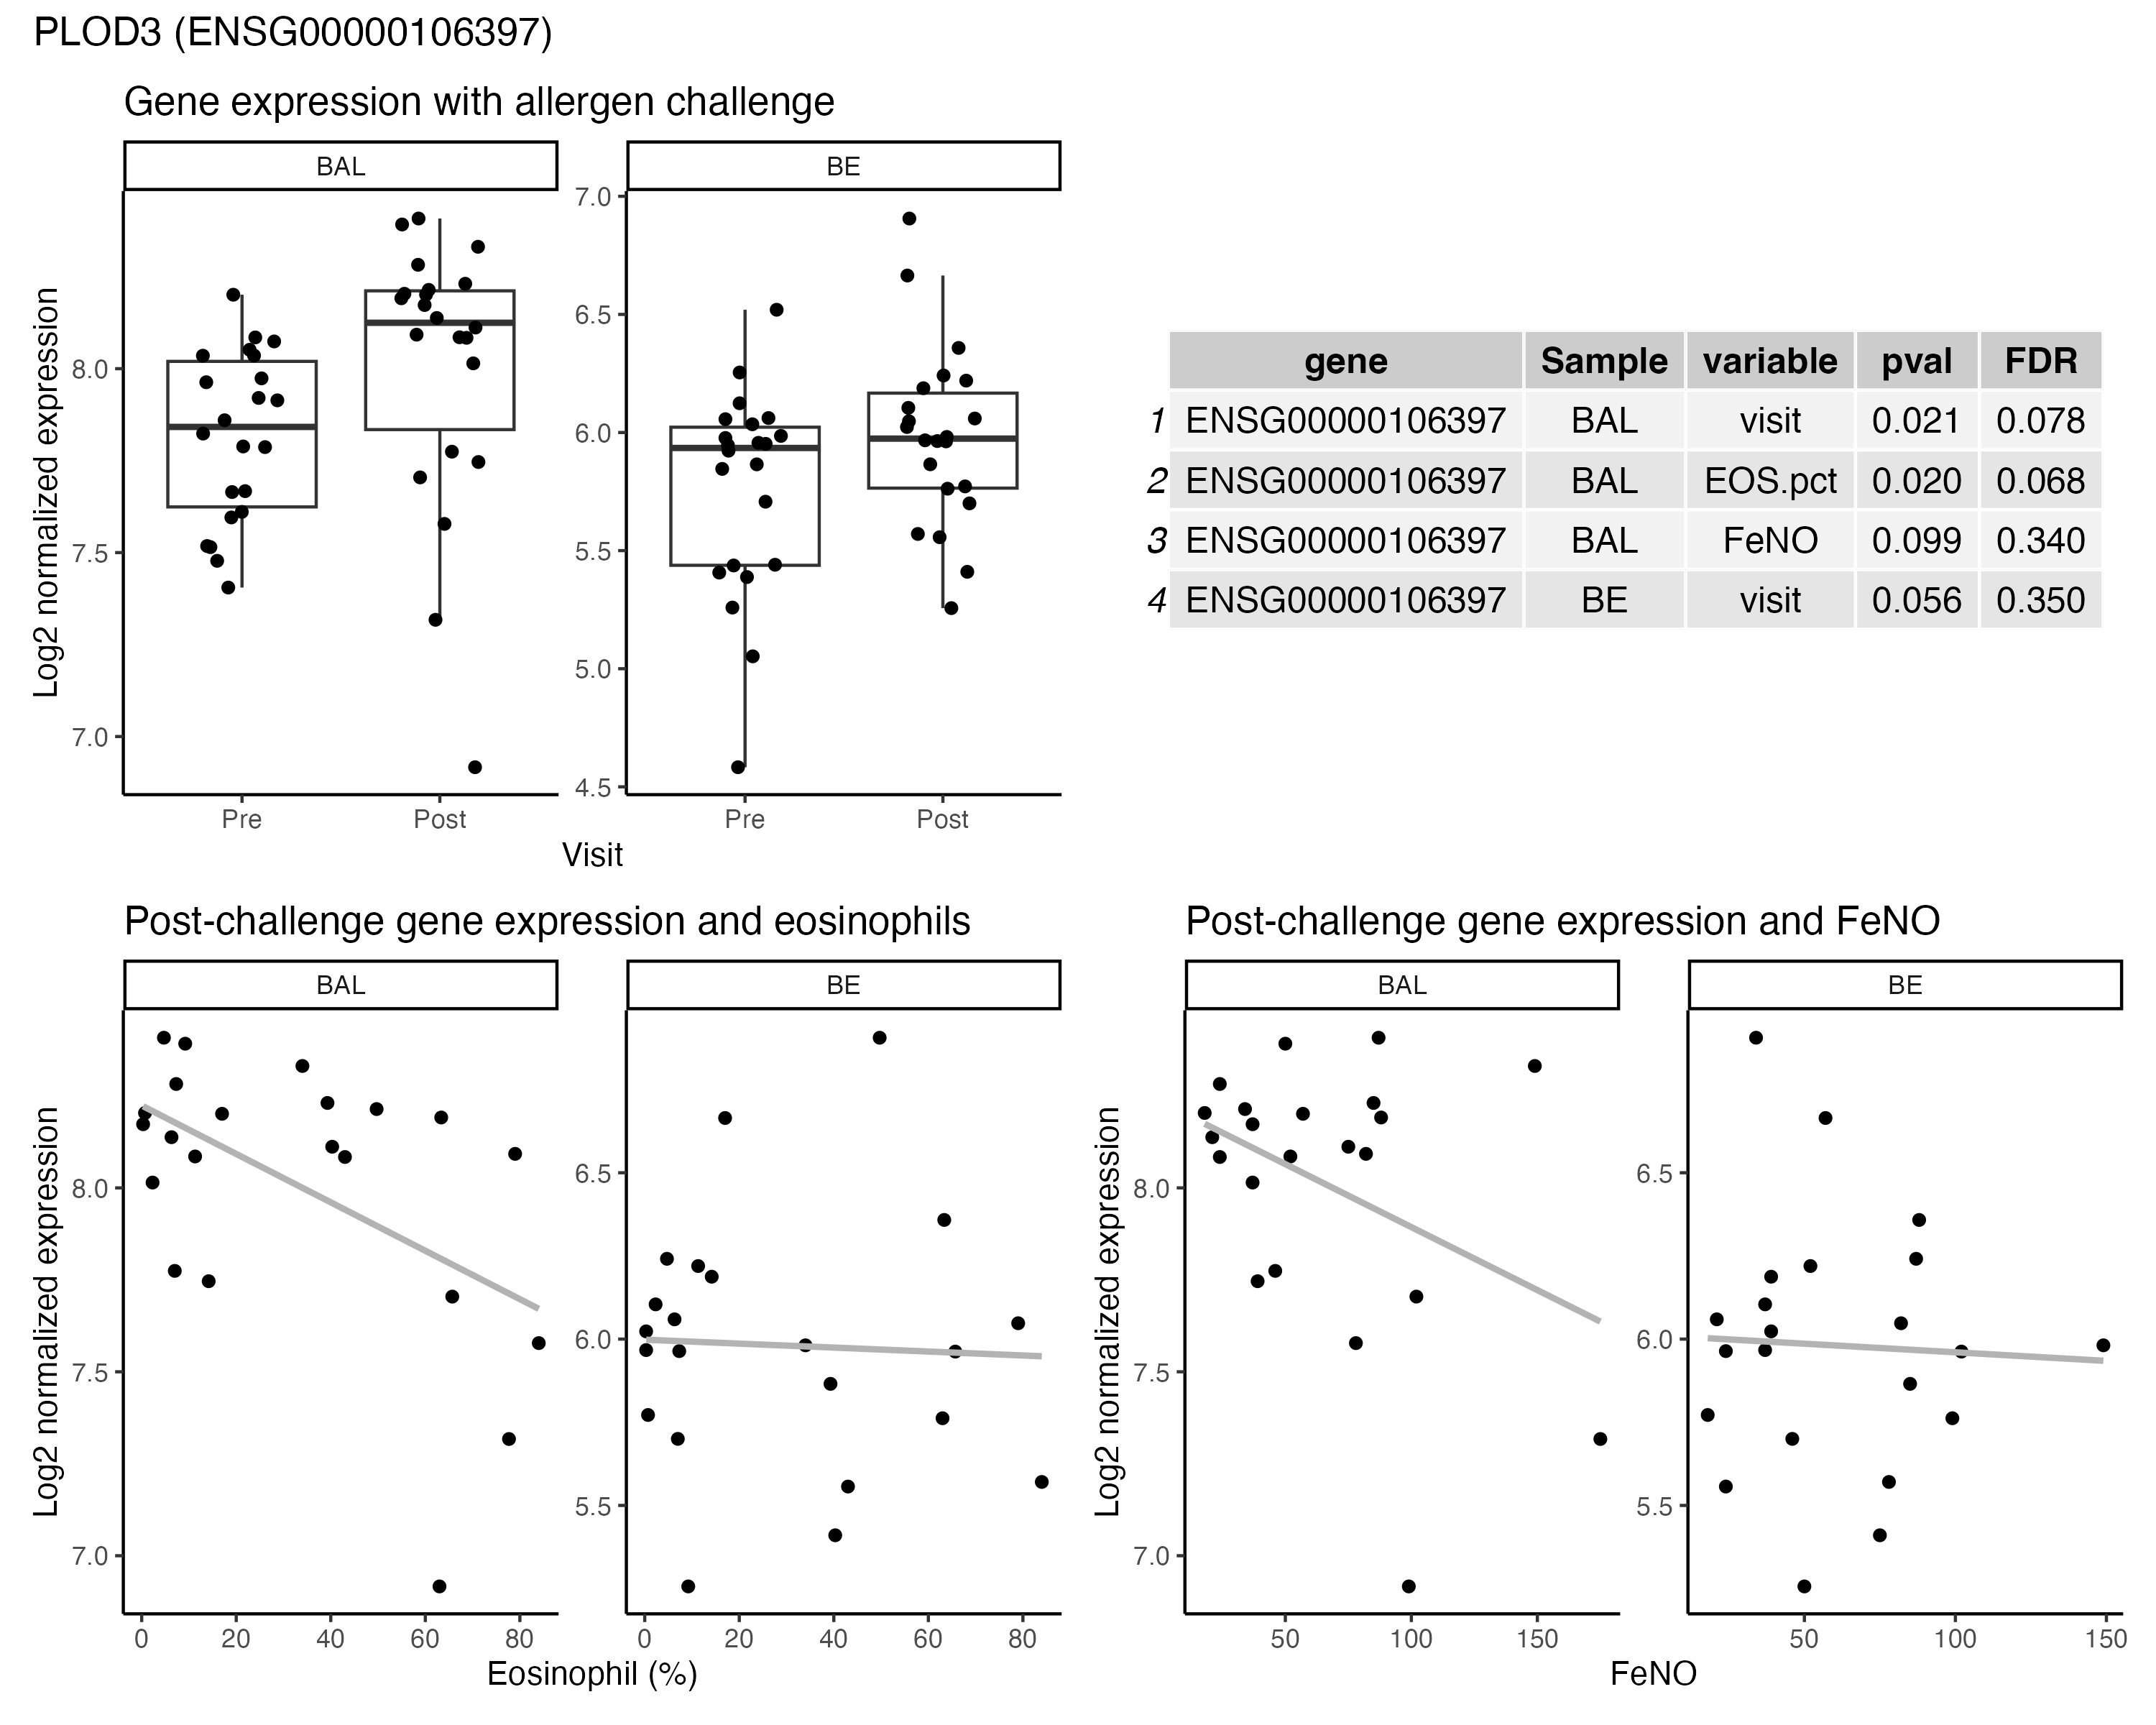 PLOD3 (ENSG00000106397)
Gene expression with allergen challenge
BAL
BE
Log2 normalized expression
8.0
7.5
7.0
7.0
6.5
6.0
5.5
5.0
4.5
Pre
Post
Pre
Post
Visit
gene Sample variable pval FDR
1 ENSG00000106397 BAL visit 0.021 0.078
2 ENSG00000106397 BAL EOS.pct 0.020 0.068
3 ENSG00000106397 BAL FeNO 0.099 0.340
4 ENSG00000106397 BE visit 0.056 0.350
Post-challenge gene expression and eosinophils
BAL
BE
Log2 normalized expression
8.0
7.5
7.0
6.5
6.0
5.5
0 20 40 60 80
0 20 40 60 80
Eosinophil (%)
Post-challenge gene expression and FeNO
BAL
BE
Log2 normalized expression
8.0
7.5
7.0
6.5
6.0
5.5
50 100 150
50 100 150
FeNO